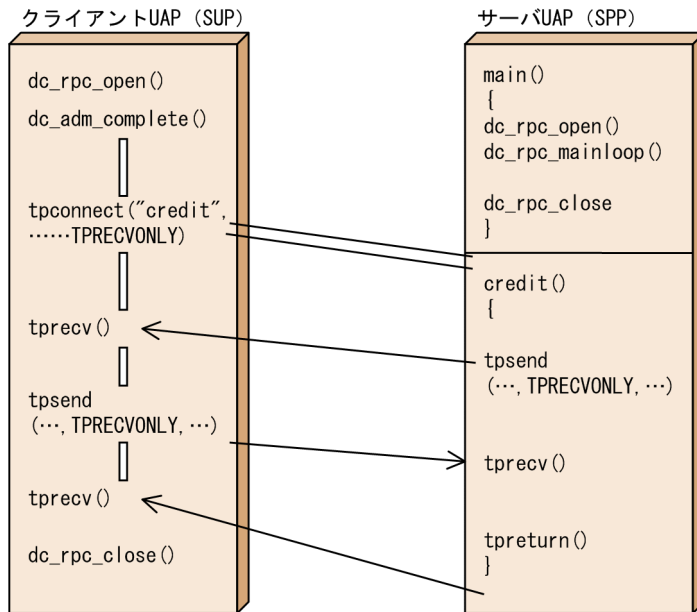 クライアントUAP（SUP）
dc_rpc_open()
dc_adm_complete()
tpconnect("credit",
……TPRECVONLY)
tprecv()
tpsend
(…,TPRECVONLY,…)
tprecv()
dc_rpc_close()
サーバUAP（SPP）
main()
{
dc_rpc_open()
dc_rpc_mainloop()
dc_rpc_close
}
credit()
{
tpsend
(…,TPRECVONLY,…)
tprecv()
tpreturn()
}